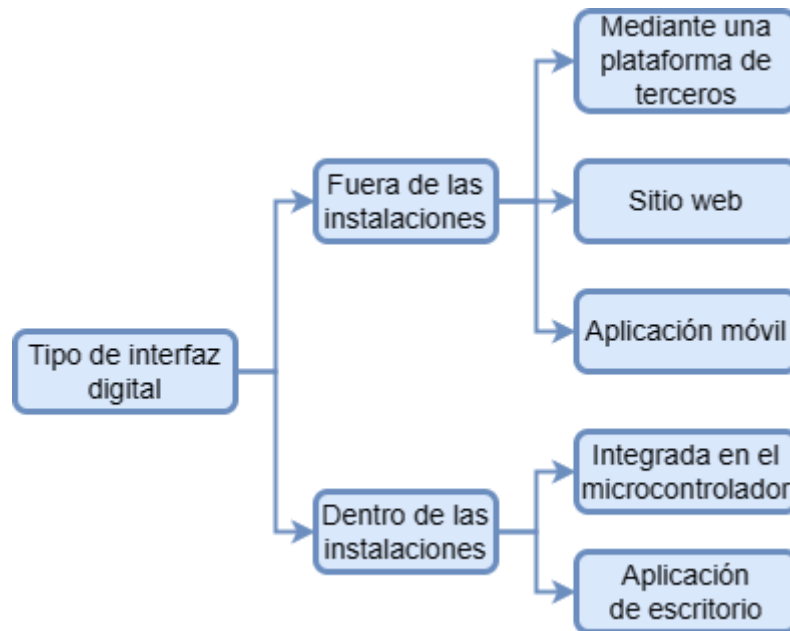 Mediante una
plataforma de
terceros
Fuera de las
instalaciones
Sitio web
Aplicación móvil
Tipo de interfaz
digital
Integrada en el
microcontrolador
Dentro de las
instalaciones
Aplicación
de escritorio